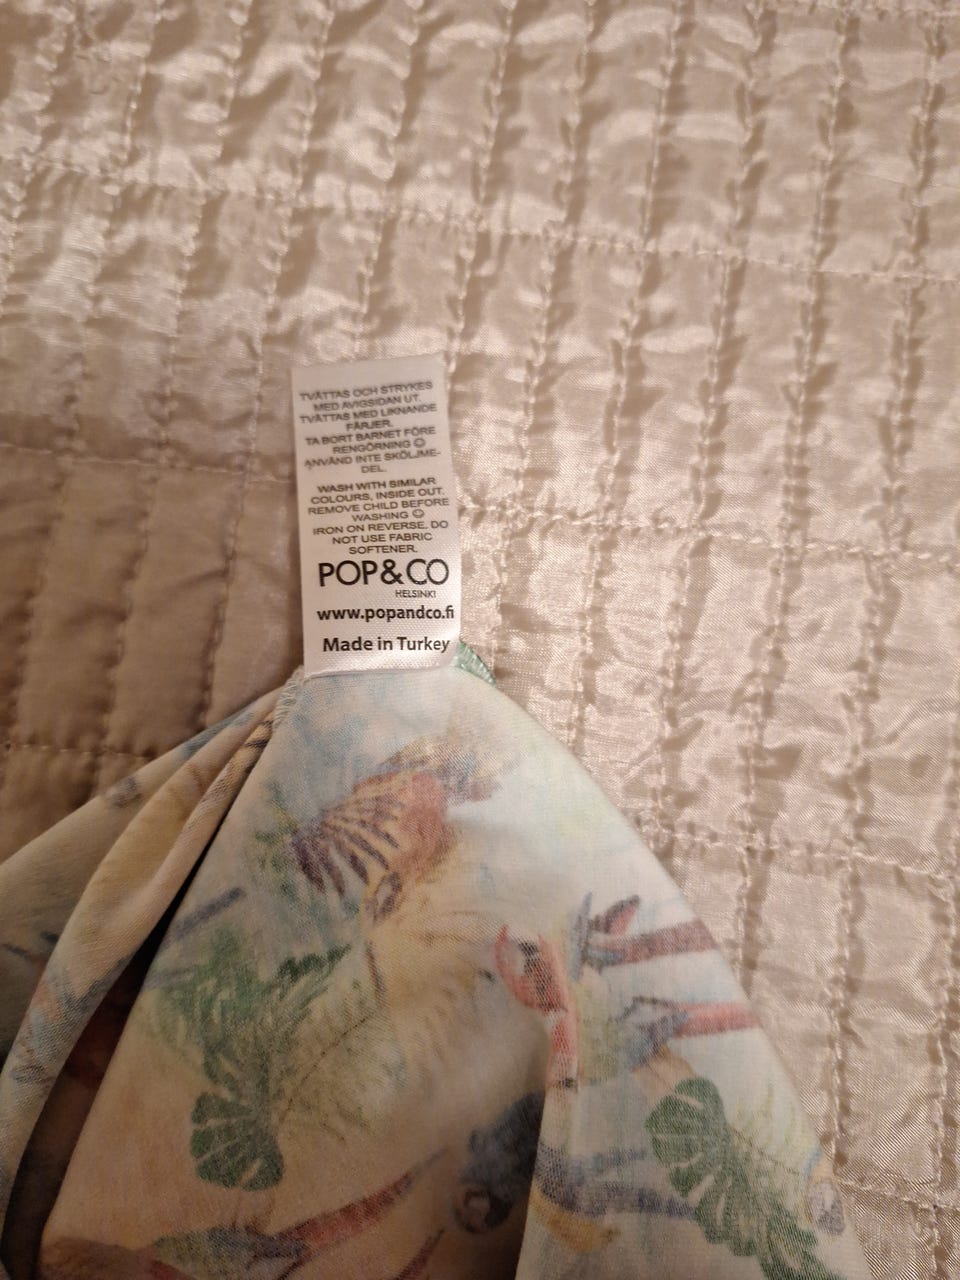 TVÄTTAS OCH STRYKES
MED AVIGSIDAN UT.
TVÄTTAS MED LIKNANDE
FÄRJER.
TA BORT BARNET FÖRE
RENGÖRNING ☺
ANVÄND INTE SKÖLJME-
DEL.
WASH WITH SIMILAR
COLOURS, INSIDE OUT.
REMOVE CHILD BEFORE
WASHING ☺
IRON ON REVERSE. DO
NOT USE FABRIC
SOFTENER.
POP&CO
HELSINKI
www.popandco.fi
Made in Turkey